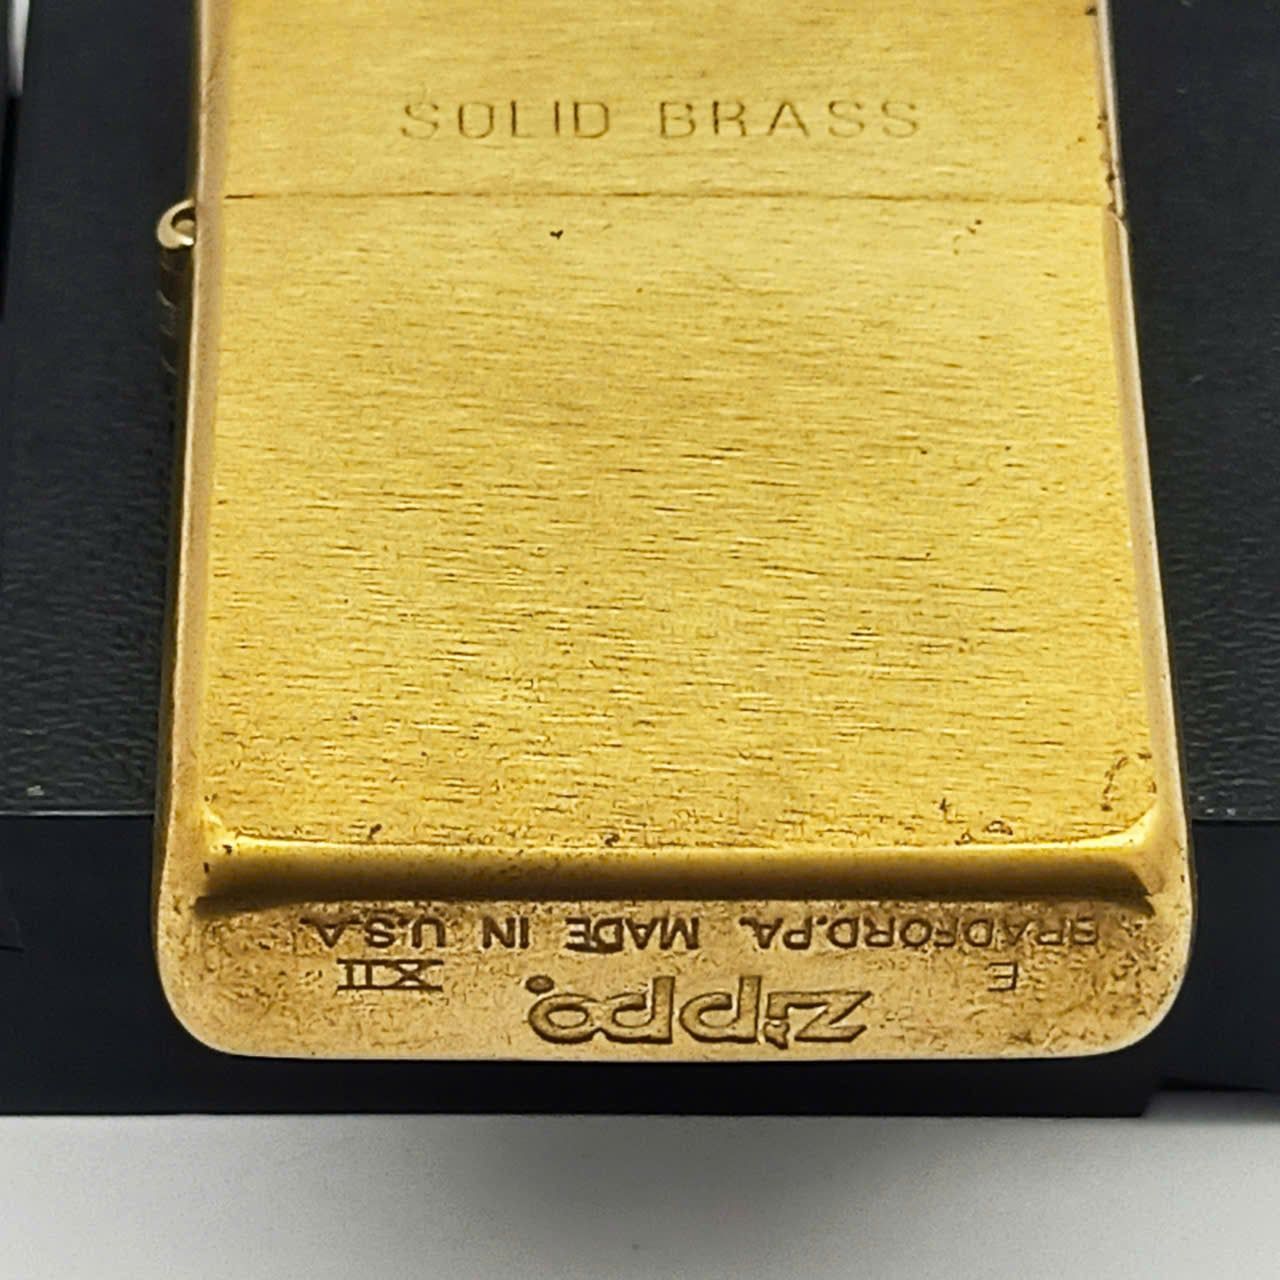 SOLID BRASS
E zippo XII
BRADFORD.PA. MADE IN U.S.A.